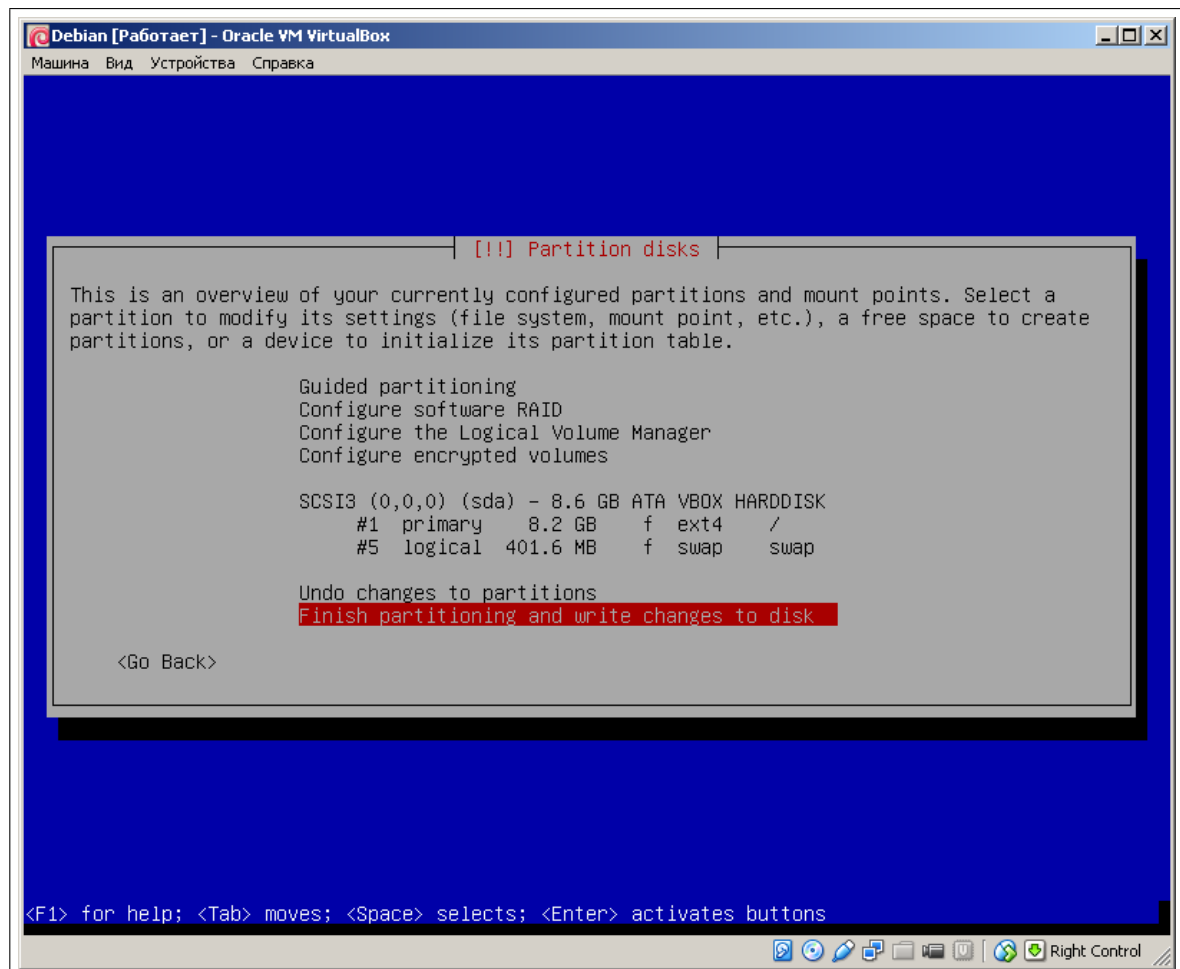 Debian [Работает] - Oracle VM VirtualBox
Машина Вид Устройства Справка
[!!] Partition disks
This is an overview of your currently configured partitions and mount points. Select a
partition to modify its settings (file system, mount point, etc.), a free space to create
partitions, or a device to initialize its partition table.
Guided partitioning
Configure software RAID
Configure the Logical Volume Manager
Configure encrypted volumes
SCSI3 (0,0,0) (sda) - 8.6 GB ATA VBOX HARDDISK
#1 primary 8.2 GB f ext4 /
#5 logical 401.6 MB f swap swap
Undo changes to partitions
Finish partitioning and write changes to disk
<Go Back>
<F1> for help; <Tab> moves; <Space> selects; <Enter> activates buttons
Right Control